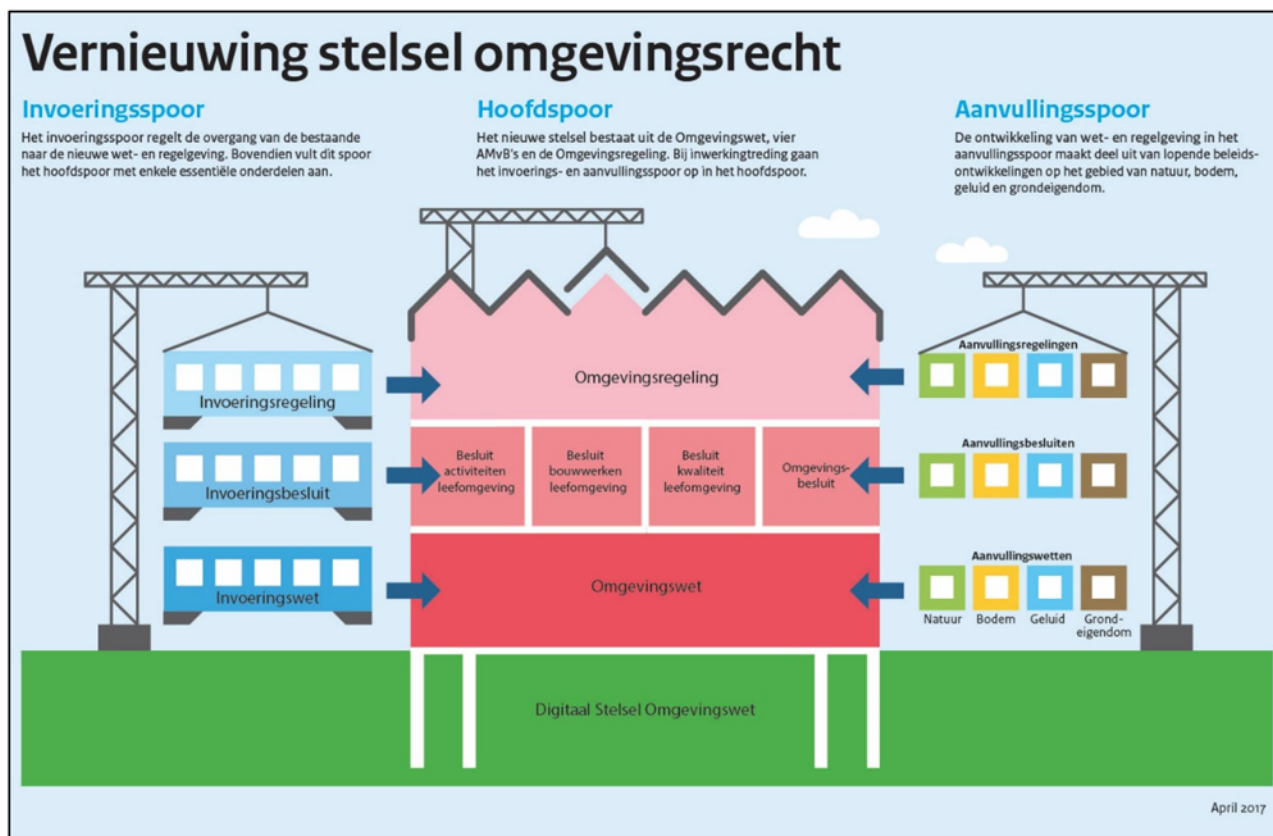 Vernieuwing stelsel omgevingsrecht
Invoeringsspoor
Het invoeringsspoor regelt de overgang van de bestaande
naar de nieuwe wet- en regelgeving. Bovendien vult dit spoor
het hoofdspoor met enkele essentiële onderdelen aan.
Hoofdspoor
Het nieuwe stelsel bestaat uit de Omgevingswet, vier
AMvB's en de Omgevingsregeling. Bij inwerkingtreding gaan
het invoerings- en aanvullingsspoor op in het hoofdspoor.
Aanvullingsspoor
De ontwikkeling van wet- en regelgeving in het
aanvullingsspoor maakt deel uit van lopende beleids-
ontwikkelingen op het gebied van natuur, bodem,
geluid en grondeigendom.
Invoeringsregeling
Omgevingsregeling
Aanvullingsregelingen
Invoeringsbesluit
Besluit
activiteiten
leefomgeving
Besluit
bouwwerken
leefomgeving
Besluit
kwaliteit
leefomgeving
Omgevings-
besluit
Aanvullingsbesluiten
Invoeringswet
Omgevingswet
Aanvullingswetten
Natuur
Bodem
Geluid
Grond-
eigendom
Digitaal Stelsel Omgevingswet
April 2017